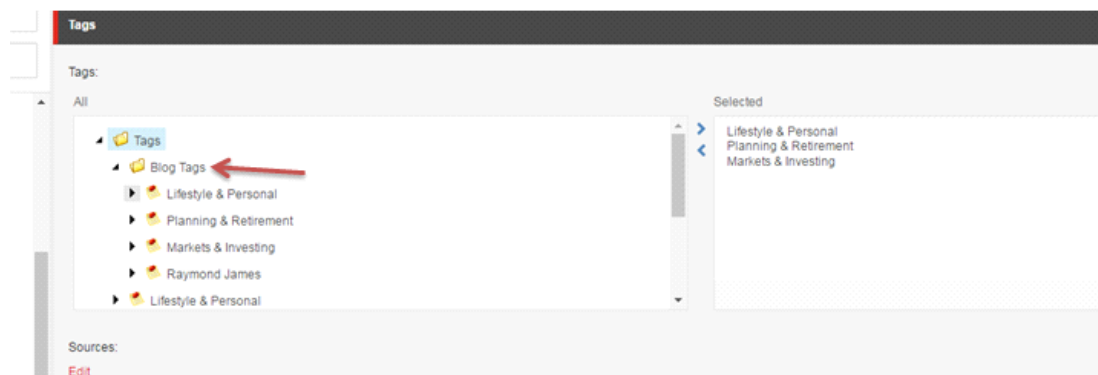 Tags
Tags:
All
Selected
Tags
Blog Tags
Lifestyle & Personal
Planning & Retirement
Markets & Investing
Raymond James
Lifestyle & Personal
Lifestyle & Personal
Planning & Retirement
Markets & Investing
Sources:
Edit